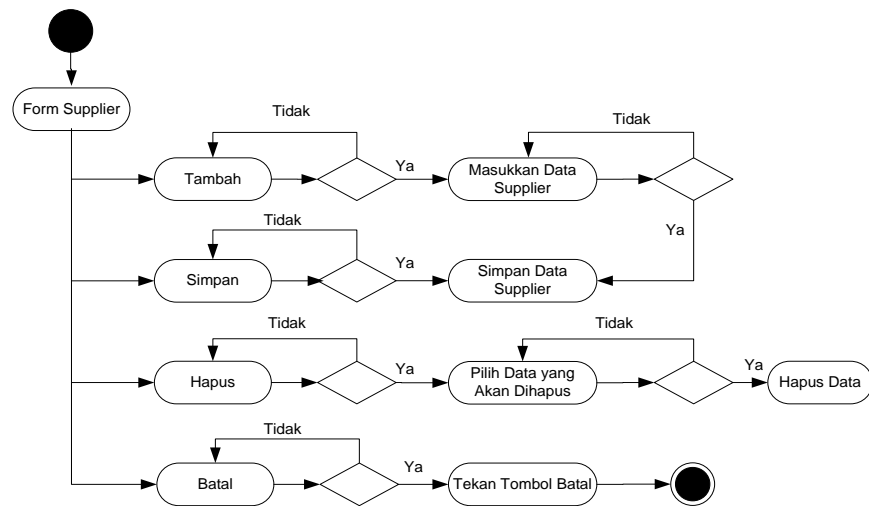 Form Supplier
Tidak
Tidak
Tambah
Ya
Masukkan Data
Supplier
Ya
Tidak
Simpan
Ya
Simpan Data
Supplier
Tidak
Tidak
Hapus
Ya
Pilih Data yang
Akan Dihapus
Ya
Hapus Data
Tidak
Batal
Ya
Tekan Tombol Batal